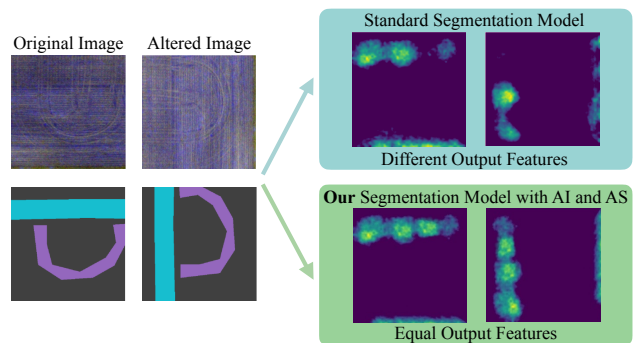 Original Image
Altered Image
Standard Segmentation Model
Different Output Features
Our Segmentation Model with AI and AS
Equal Output Features